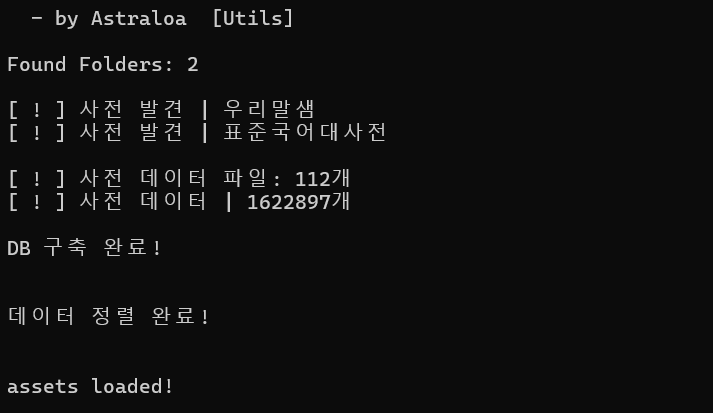 - by Astraloa [Utils]
Found Folders: 2
[ ! ] 사전 발견 | 우리말샘
[ ! ] 사전 발견 | 표준국어대사전
[ ! ] 사전 데이터 파일: 112개
[ ! ] 사전 데이터 | 1622897개
DB 구축 완료!
데이터 정렬 완료!
assets loaded!